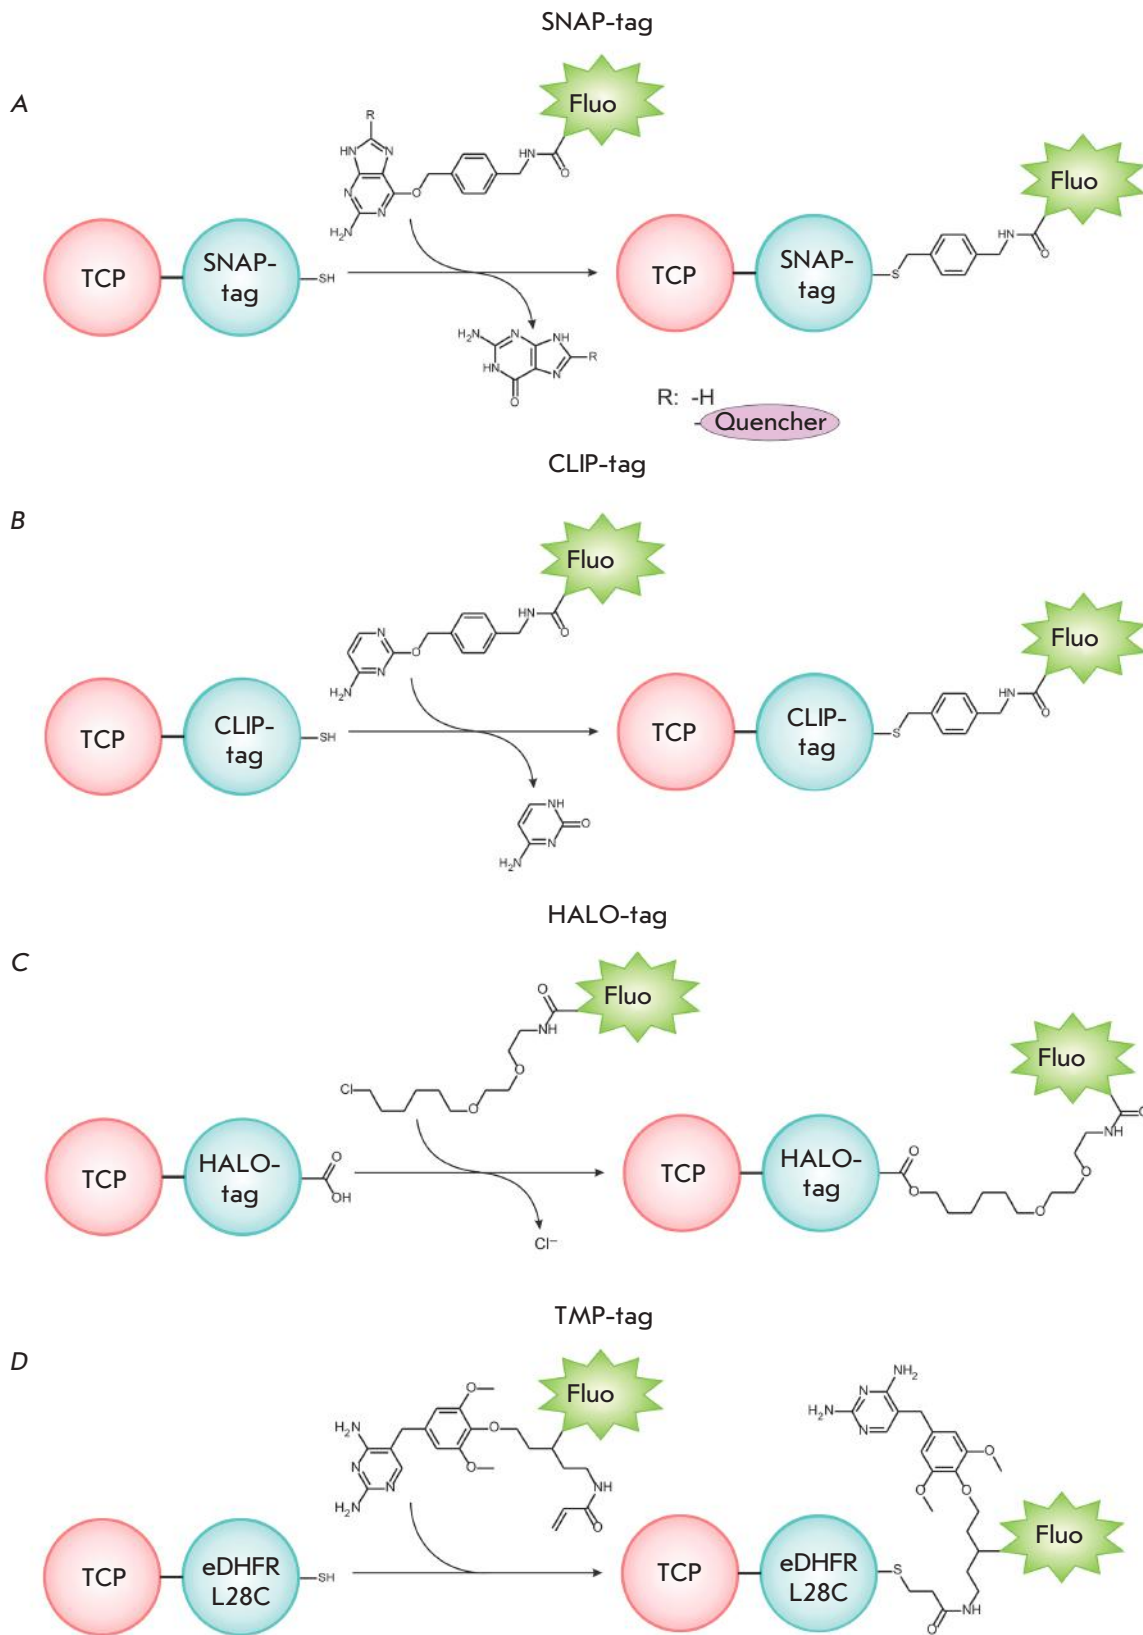 SNAP-tag
A
Fluo
R
HN
N
N
N
O
H₂N
HN
O
TCP
SNAP-
tag
SH
TCP
SNAP-
tag
S
HN
O
Fluo
H₂N
N
NH
HN
N
R
O
R: -H
Quencher
CLIP-tag
B
Fluo
N
N
O
H₂N
HN
O
TCP
CLIP-
tag
SH
TCP
CLIP-
tag
S
HN
O
Fluo
NH
O
N
H₂N
HALO-tag
C
Fluo
O
NH
O
O
Cl
TCP
HALO-
tag
O
OH
TCP
HALO-
tag
O
O
O
O
NH
O
Fluo
Cl⁻
TMP-tag
D
Fluo
H₂N
N
N
NH₂
O
O
O
NH
O
TCP
eDHFR
L28C
SH
TCP
eDHFR
L28C
S
O
NH
Fluo
H₂N
N
N
NH₂
O
O
O